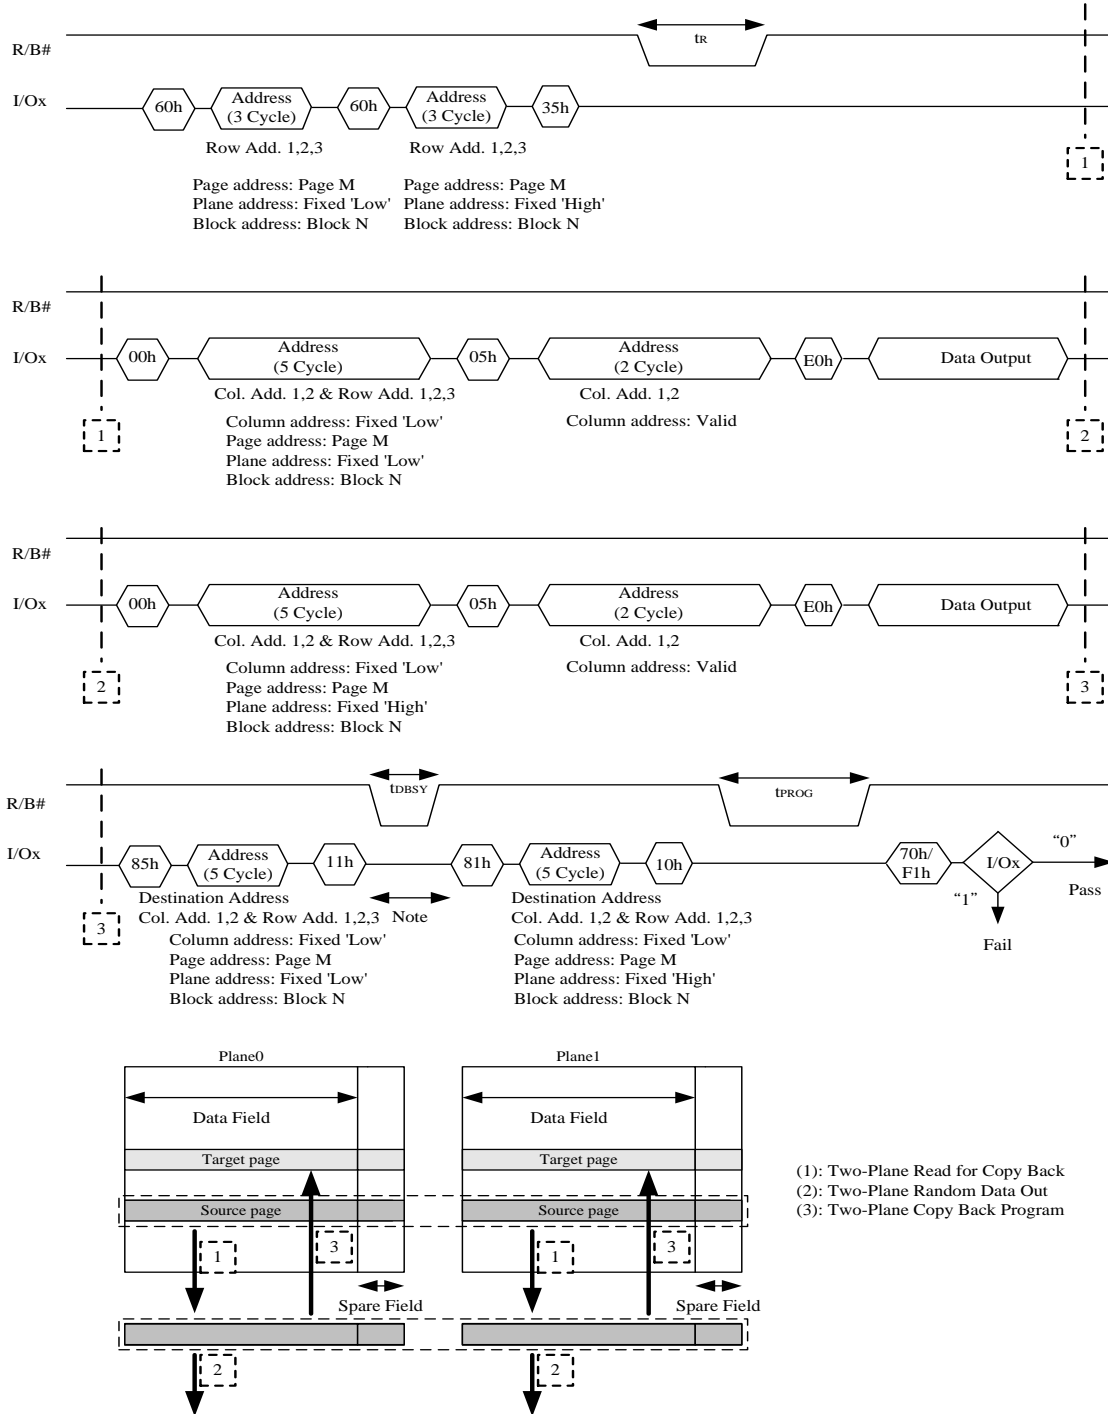 tR
R/B#
I/Ox
60h
Address
(3 Cycle)
60h
Address
(3 Cycle)
35h
Row Add. 1,2,3
Row Add. 1,2,3
1
Page address: Page M
Plane address: Fixed 'Low'
Block address: Block N
Page address: Page M
Plane address: Fixed 'High'
Block address: Block N
R/B#
I/Ox
00h
Address
(5 Cycle)
05h
Address
(2 Cycle)
E0h
Data Output
Col. Add. 1,2 & Row Add. 1,2,3
Col. Add. 1,2
Column address: Fixed 'Low'
Page address: Page M
Plane address: Fixed 'Low'
Block address: Block N
Column address: Valid
1
2
R/B#
I/Ox
00h
Address
(5 Cycle)
05h
Address
(2 Cycle)
E0h
Data Output
Col. Add. 1,2 & Row Add. 1,2,3
Col. Add. 1,2
Column address: Fixed 'Low'
Page address: Page M
Plane address: Fixed 'High'
Block address: Block N
Column address: Valid
2
3
R/B#
tDBSY
tPROG
I/Ox
85h
Address
(5 Cycle)
11h
81h
Address
(5 Cycle)
10h
70h/
F1h
I/Ox
“0”
Pass
“1”
Fail
Destination Address
Col. Add. 1,2 & Row Add. 1,2,3
Column address: Fixed 'Low'
Page address: Page M
Plane address: Fixed 'Low'
Block address: Block N
Note
Destination Address
Col. Add. 1,2 & Row Add. 1,2,3
Column address: Fixed 'Low'
Page address: Page M
Plane address: Fixed 'High'
Block address: Block N
3
Plane0
Data Field
Target page
Source page
1
3
Spare Field
2
Plane1
Data Field
Target page
Source page
1
3
Spare Field
2
(1): Two-Plane Read for Copy Back
(2): Two-Plane Random Data Out
(3): Two-Plane Copy Back Program